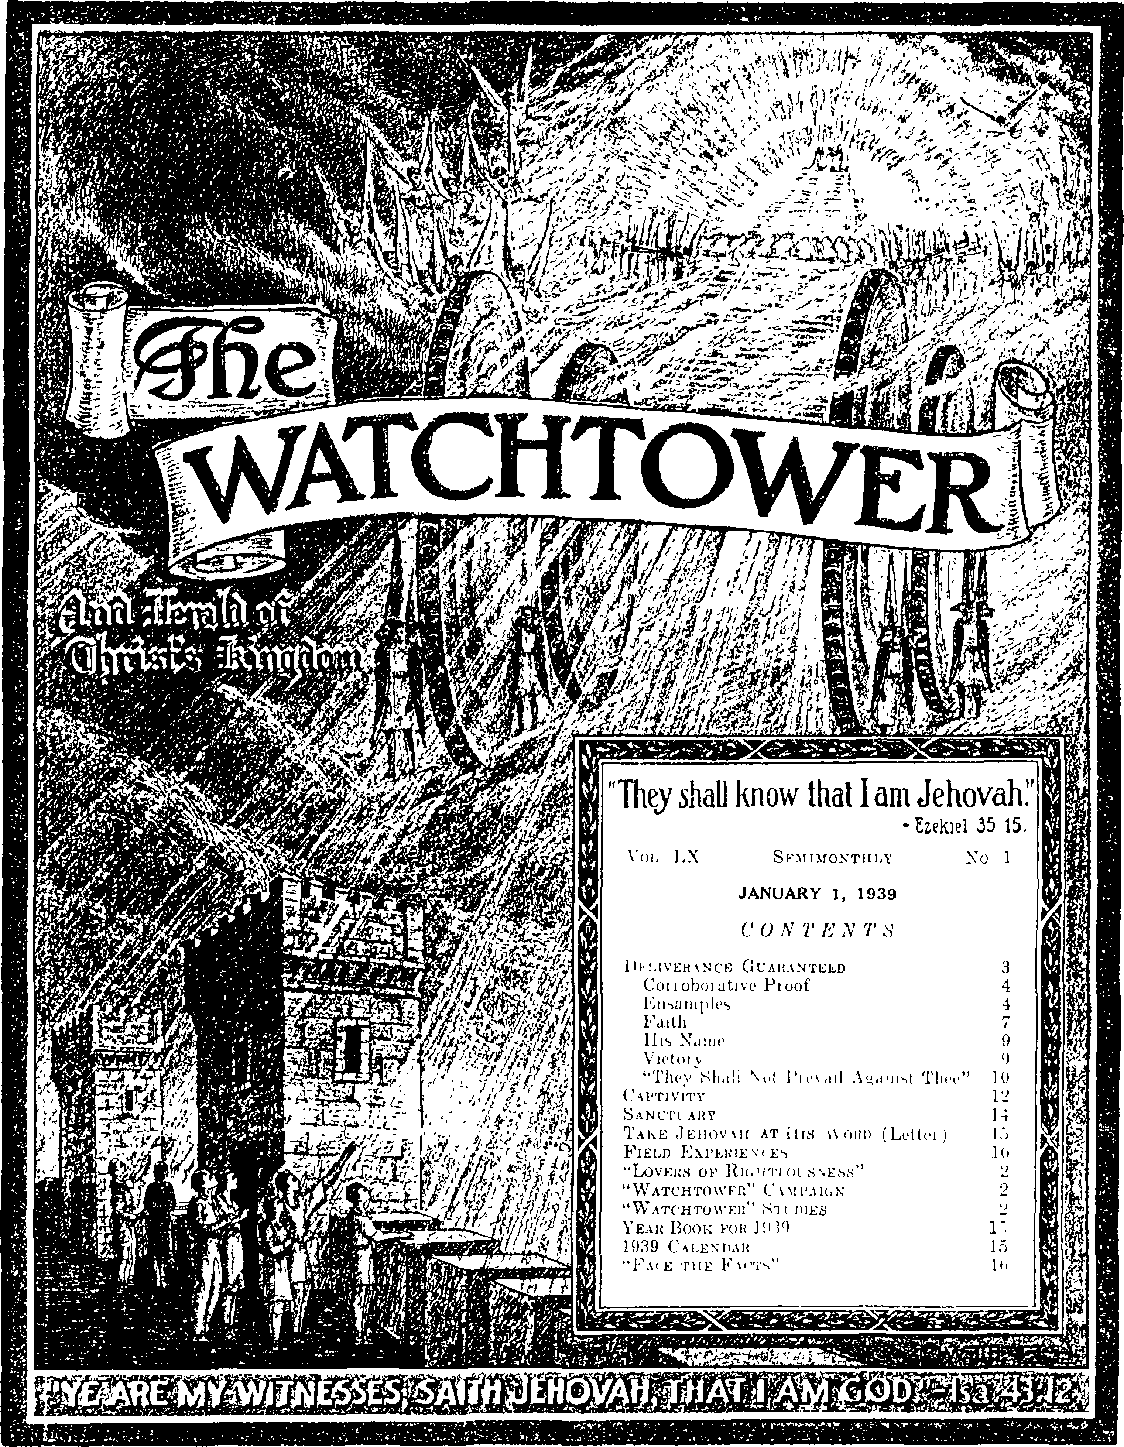 The
WATCHTOWER
And Herald of
Christ's Kingdom
"They shall know that I am Jehovah."
- Ezekiel 35 15.
VOL LX SEMIMONTHLY No 1
JANUARY 1, 1939
CONTENTS
DELIVERANCE GUARANTEED 3
Corroborative Proof 4
Ensamples 4
Faith 7
His Name 9
Victory 9
"They Shall Not Prevail Against Thee" 10
CAPTIVITY 12
SANCTUARY 14
TAKE JEHOVAH AT HIS WORD (Letter) 15
FIELD EXPERIENCES 16
"LOVERS OF RIGHTEOUSNESS" 2
"WATCHTOWER" CAMPAIGN 2
"WATCHTOWER" STUDIES 2
YEAR BOOK FOR 1939
1939 CALENDAR 15
"FACE THE FACTS" 16
"YE ARE MY WITNESSES, SAITH JEHOVAH, THAT I AM GOD."-Isa. 43:12